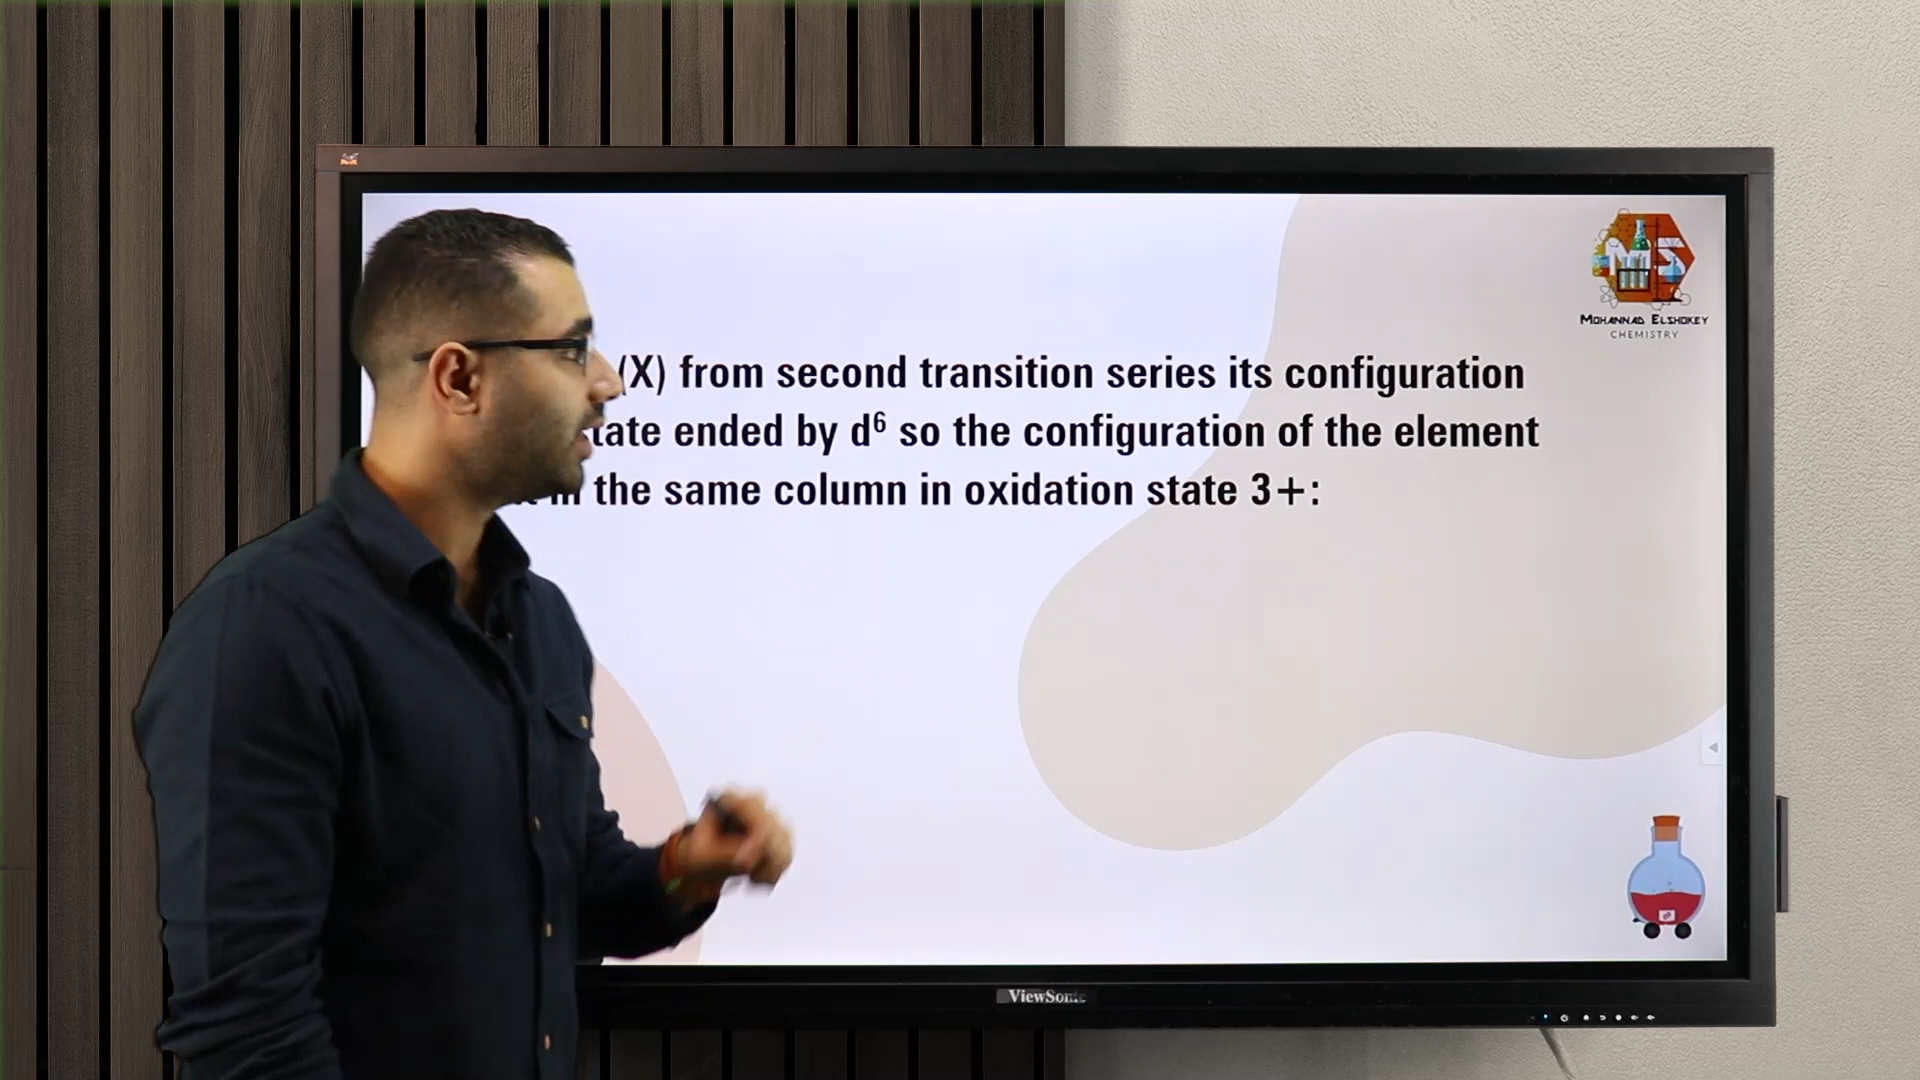 MS
MOHANNAD ELSHOKEY
CHEMISTRY
(X) from second transition series its configuration
ended by d⁶ so the configuration of the element
the same column in oxidation state 3+:
ViewSonic